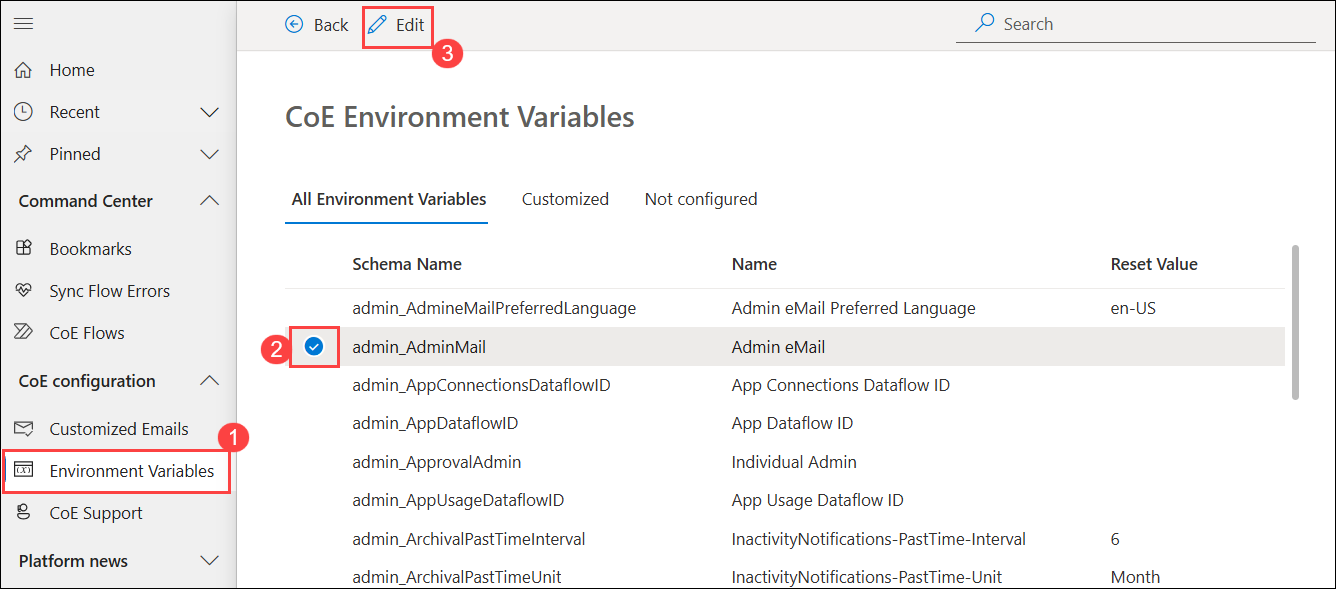 Back
Edit
3
Search
Home
Recent
Pinned
Command Center
Bookmarks
Sync Flow Errors
CoE Flows
CoE configuration
Customized Emails
1
(x)
Environment Variables
CoE Support
Platform news
CoE Environment Variables
All Environment Variables Customized Not configured
Schema Name Name Reset Value
admin_AdmineMailPreferredLanguage Admin eMail Preferred Language en-US
2 admin_AdminMail Admin eMail
admin_AppConnectionsDataflowID App Connections Dataflow ID
admin_AppDataflowID App Dataflow ID
admin_ApprovalAdmin Individual Admin
admin_AppUsageDataflowID App Usage Dataflow ID
admin_ArchivalPastTimeInterval InactivityNotifications-PastTime-Interval 6
admin_ArchivalPastTimeUnit InactivityNotifications-PastTime-Unit Month